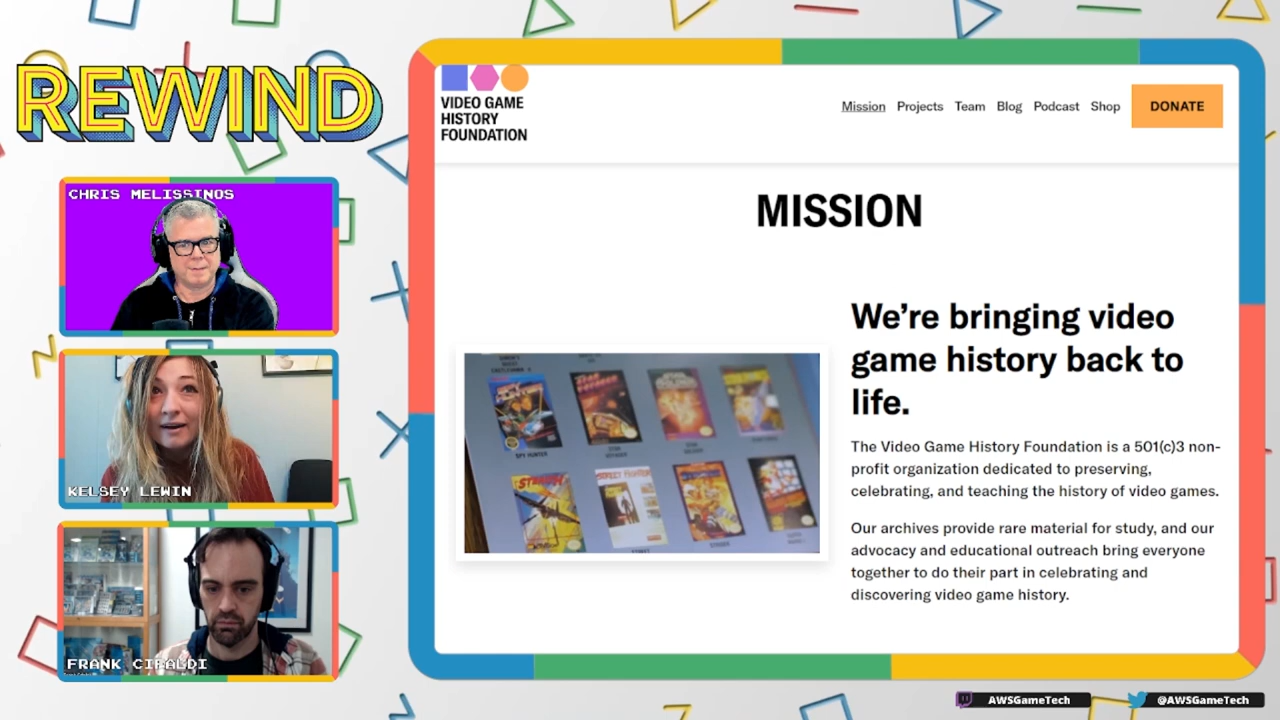 REWIND
CHRIS MELISSINOS
KELSEY LEWIN
FRANK CIFALDI
VIDEO GAME
HISTORY
FOUNDATION
Mission Projects Team Blog Podcast Shop DONATE
MISSION
We're bringing video
game history back to
life.
The Video Game History Foundation is a 501(c)3 non-
profit organization dedicated to preserving,
celebrating, and teaching the history of video games.
Our archives provide rare material for study, and our
advocacy and educational outreach bring everyone
together to do their part in celebrating and
discovering video game history.
SPY HUNTER
STAR VOYAGER
AWSGameTech
@AWSGameTech